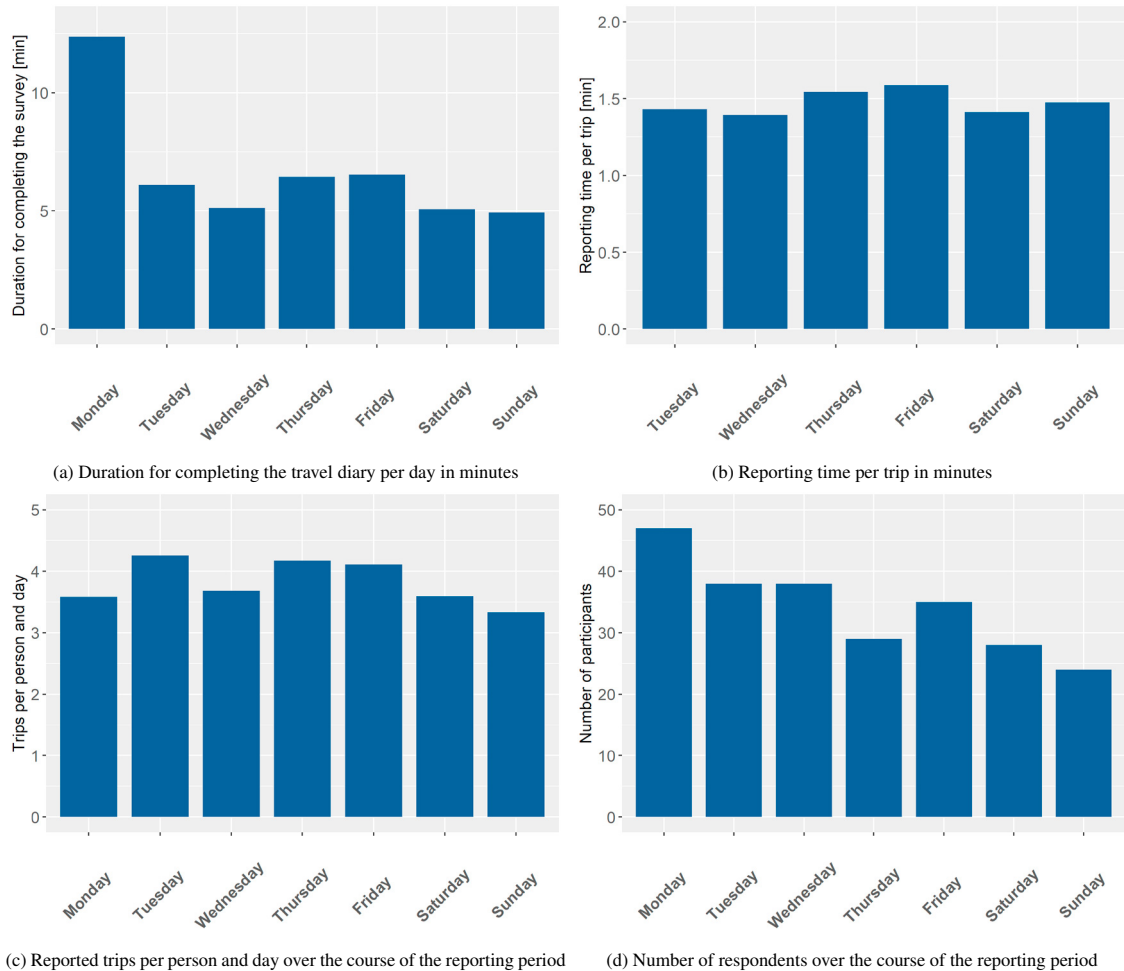 Duration for completing the survey [min]
10
5
0
Monday
Tuesday
Wednesday
Thursday
Friday
Saturday
Sunday
(a) Duration for completing the travel diary per day in minutes
Reporting time per trip [min]
2.0
1.5
1.0
0.5
0.0
Tuesday
Wednesday
Thursday
Friday
Saturday
Sunday
(b) Reporting time per trip in minutes
Trips per person and day
5
4
3
2
1
0
Monday
Tuesday
Wednesday
Thursday
Friday
Saturday
Sunday
(c) Reported trips per person and day over the course of the reporting period
Number of participants
50
40
30
20
10
0
Monday
Tuesday
Wednesday
Thursday
Friday
Saturday
Sunday
(d) Number of respondents over the course of the reporting period